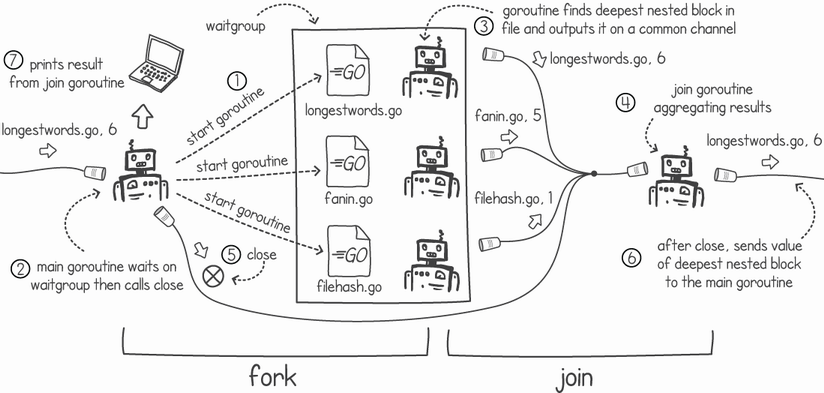 7 prints result
from join goroutine
longestwords.go, 6
2 main goroutine waits on
waitgroup then calls close
waitgroup
1
start goroutine
start goroutine
start goroutine
5 close
GO
longestwords.go
GO
fanin.go
GO
filehash.go
3 goroutine finds deepest nested block in
file and outputs it on a common channel
longestwords.go, 6
fanin.go, 5
filehash.go, 1
4 join goroutine
aggregating results
longestwords.go, 6
6 after close, sends value
of deepest nested block
to the main goroutine
fork
join